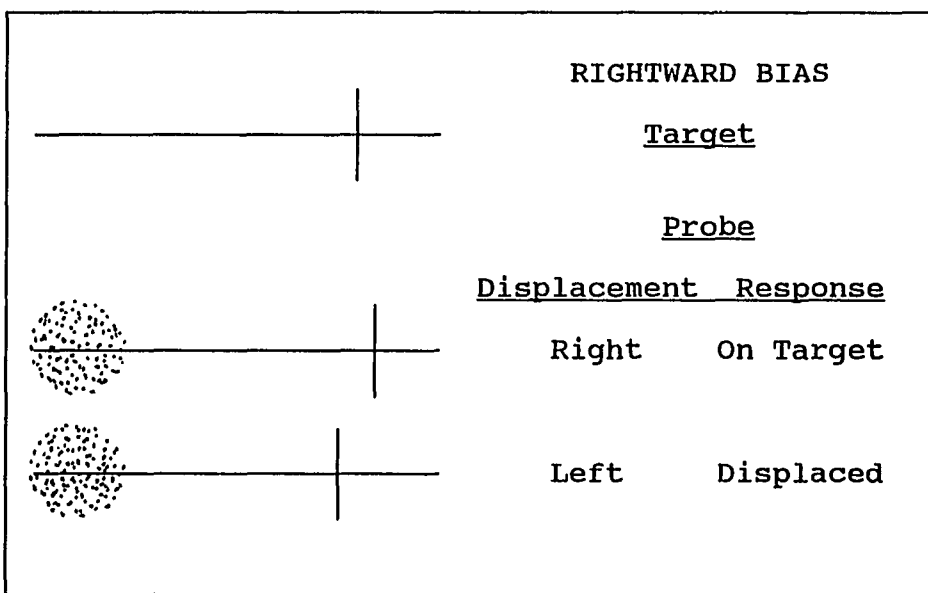 RIGHTWARD BIAS
Target
Probe
Displacement Response
Right On Target
Left Displaced